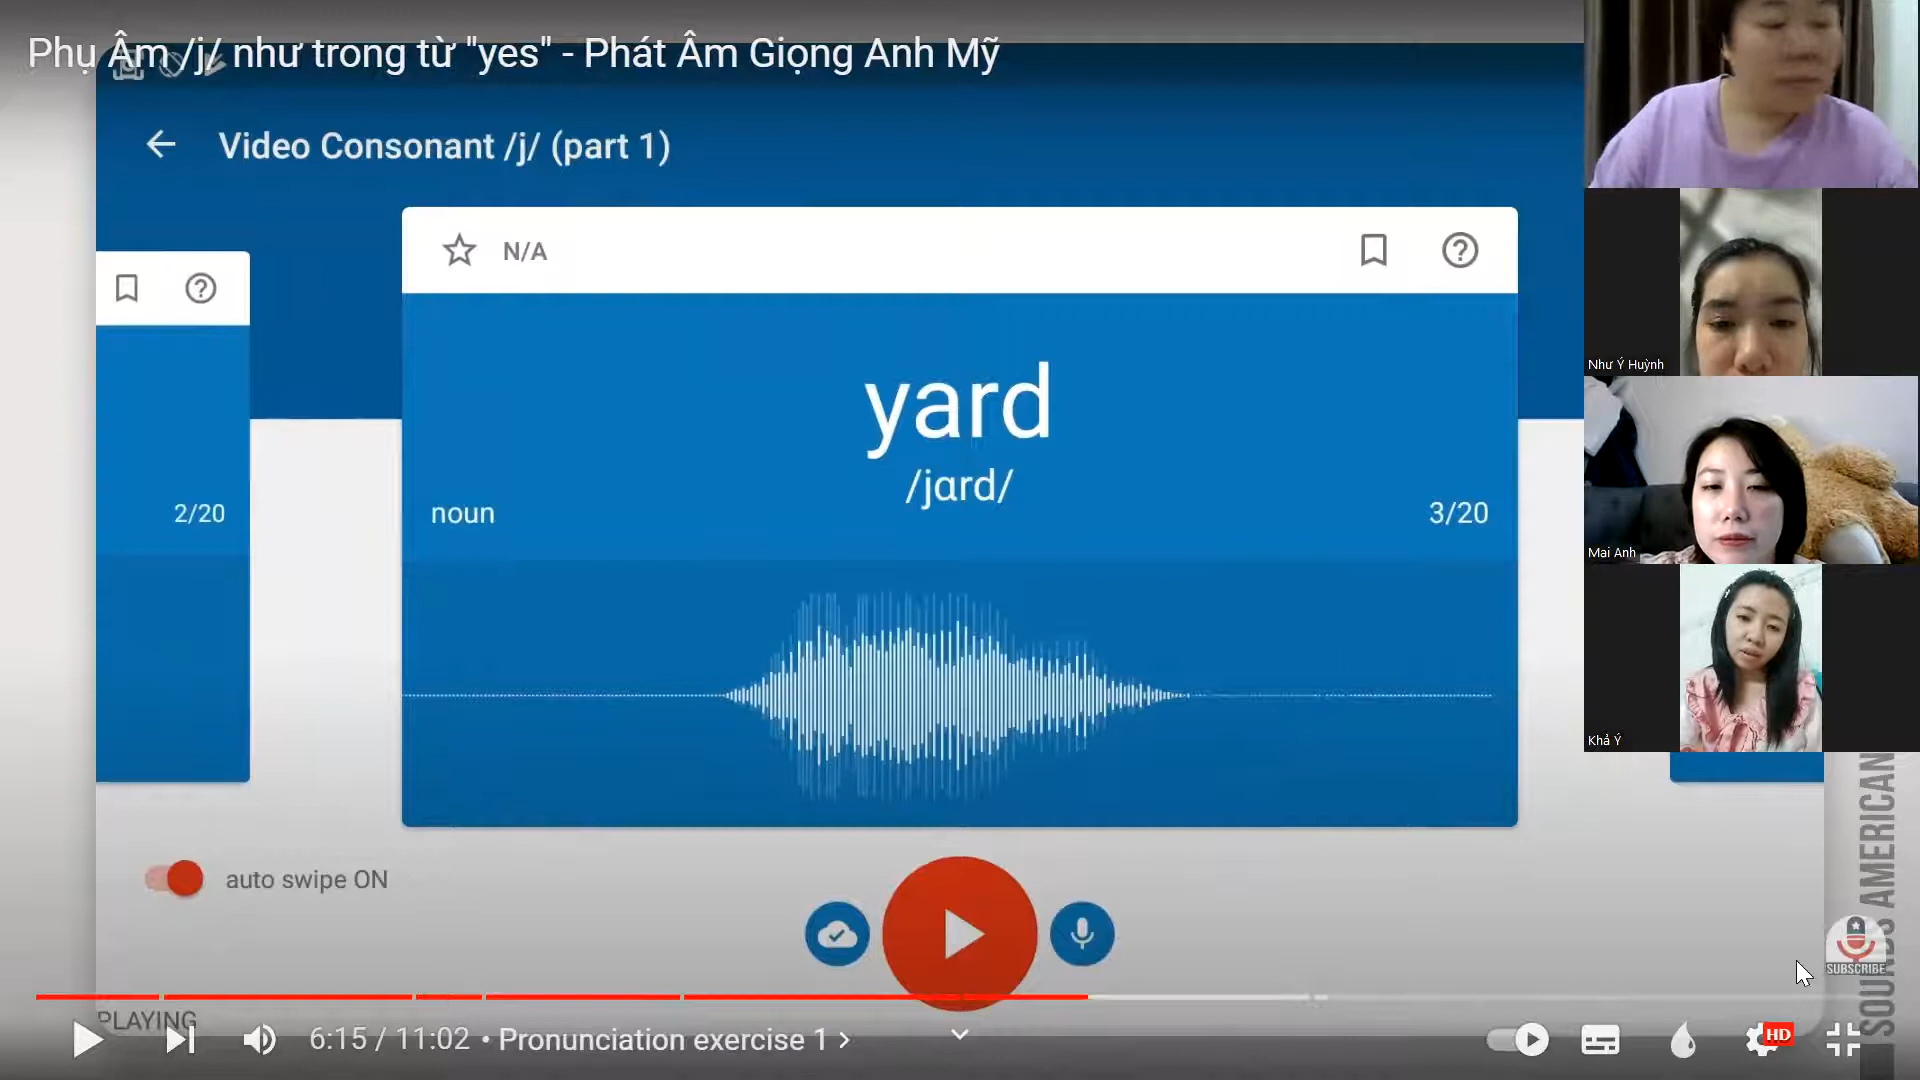 Phụ Âm /j/ như trong từ "yes" - Phát Âm Giọng Anh Mỹ
Video Consonant /j/ (part 1)
N/A
yard
/jɑrd/
noun
3/20
2/20
Như Ý Huỳnh
Mai Anh
Khả Ý
auto swipe ON
SUBSCRIBE
SOUNDS AMERICAN
PLAYING
6:15 / 11:02 • Pronunciation exercise 1 >
HD